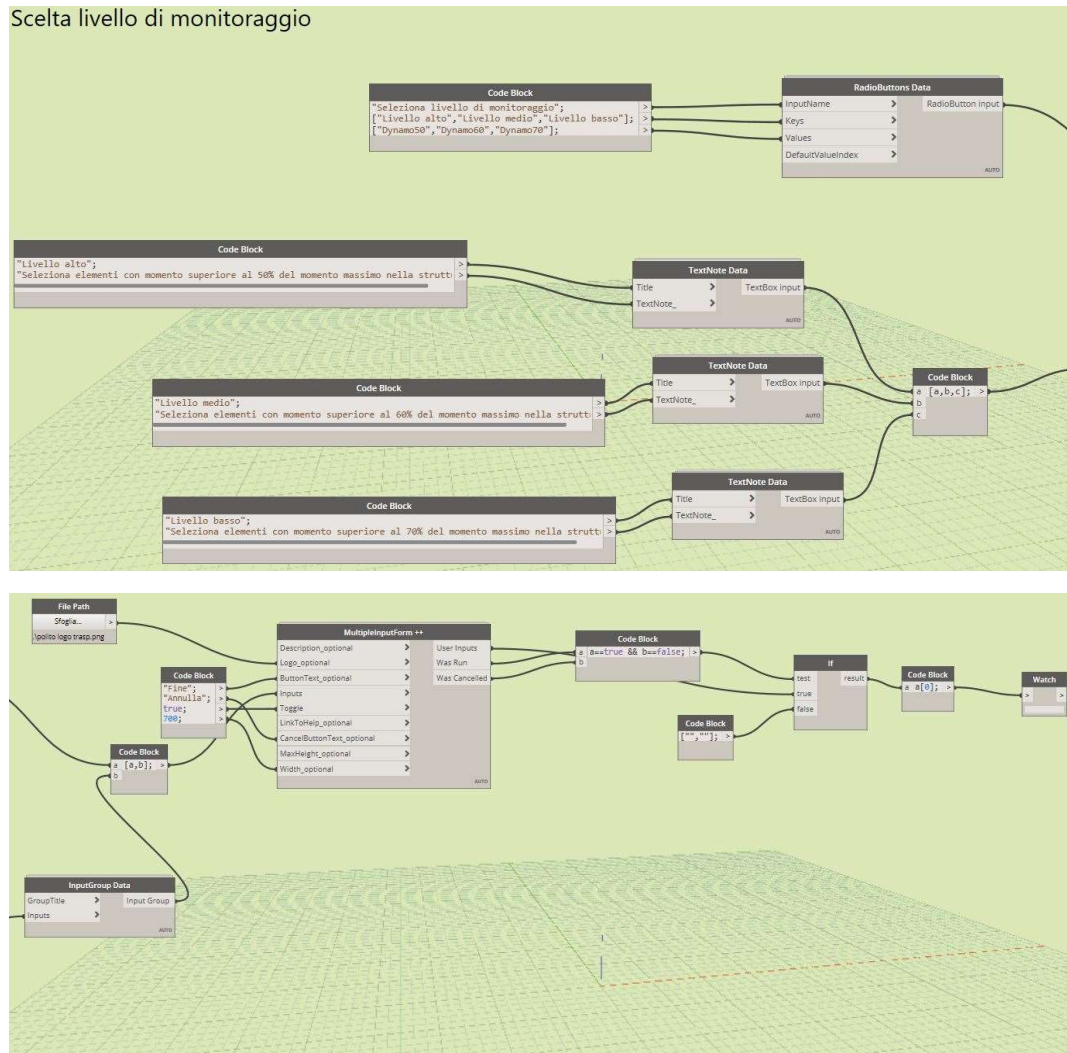 Scelta livello di monitoraggio
Code Block
"Seleziona livello di monitoraggio"; >
["Livello alto","Livello medio","Livello basso"]; >
["Dynamo50","Dynamo60","Dynamo70"]; >
RadioButtons Data
InputName > RadioButton input
Keys >
Values >
DefaultValueIndex >
AUTO
Code Block
"Livello alto"; >
"Seleziona elementi con momento superiore al 50% del momento massimo nella strutt >
TextNote Data
Title > TextBox input
TextNote_ >
AUTO
Code Block
"Livello medio"; >
"Seleziona elementi con momento superiore al 60% del momento massimo nella strutt >
TextNote Data
Title > TextBox input
TextNote_ >
AUTO
Code Block
a [a,b,c]; >
b
c
Code Block
"Livello basso"; >
"Seleziona elementi con momento superiore al 70% del momento massimo nella strutt >
TextNote Data
Title > TextBox input
TextNote_ >
AUTO
File Path
Sfoglia... >
.\polito logo trasp.png
Code Block
"Fine"; >
"Annulla"; >
true; >
700; >
Code Block
a [a,b]; >
b
InputGroup Data
GroupTitle > Input Group
Inputs >
AUTO
MultipleInputForm ++
Description_optional > User Inputs
Logo_optional > Was Run
ButtonText_optional > Was Cancelled
Inputs >
Toggle >
LinkToHelp_optional >
CancelButtonText_optional >
MaxHeight_optional >
Width_optional >
AUTO
Code Block
a a==true && b==false; >
b
Code Block
["",""]; >
If
test result
true
false
AUTO
Code Block
a a[0]; >
Watch
> >